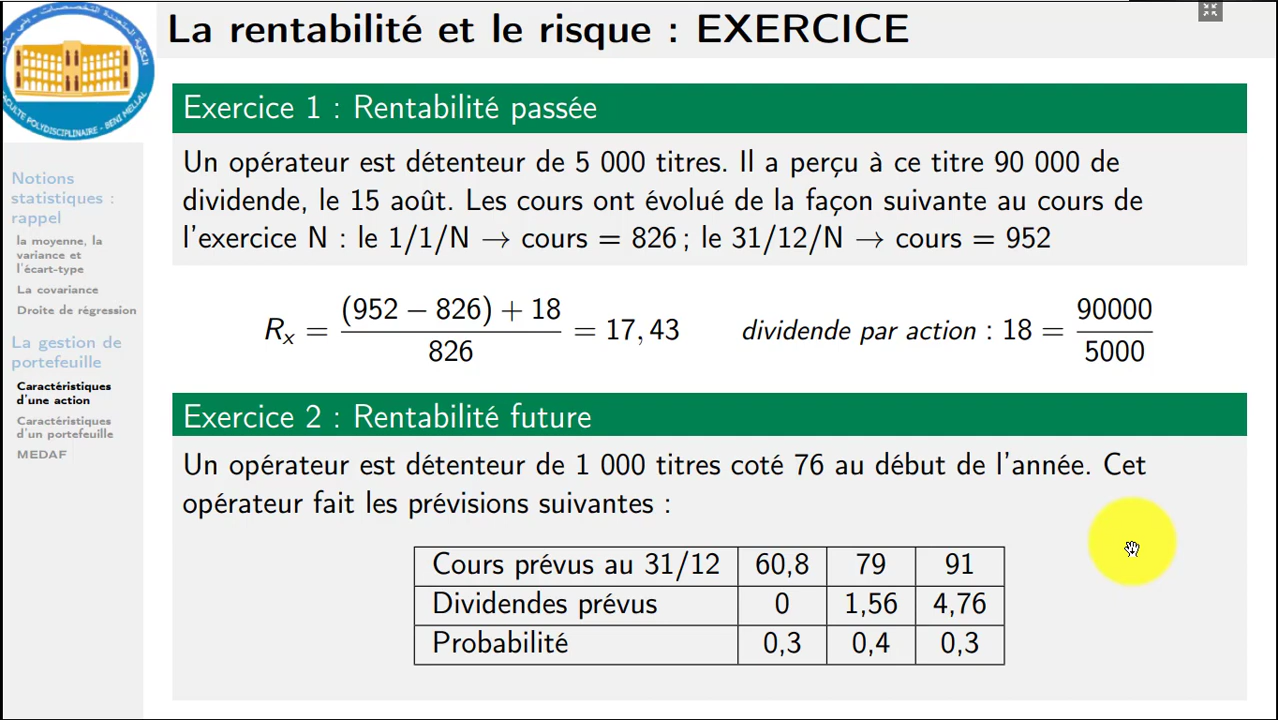 La rentabilité et le risque : EXERCICE
FACULTE POLYDISCIPLINAIRE - BENI MELLAL
Notions
statistiques :
rappel
la moyenne, la
variance et
l'écart-type
La covariance
Droite de régression
La gestion de
portefeuille
Caractéristiques
d'une action
Caractéristiques
d'un portefeuille
MEDAF
Exercice 1 : Rentabilité passée
Un opérateur est détenteur de 5 000 titres. Il a perçu à ce titre 90 000 de
dividende, le 15 août. Les cours ont évolué de la façon suivante au cours de
l'exercice N : le 1/1/N → cours = 826 ; le 31/12/N → cours = 952
Rx = (952 − 826) + 18 / 826 = 17, 43 dividende par action : 18 = 90000 / 5000
Exercice 2 : Rentabilité future
Un opérateur est détenteur de 1 000 titres coté 76 au début de l'année. Cet
opérateur fait les prévisions suivantes :
Cours prévus au 31/12 60,8 79 91
Dividendes prévus 0 1,56 4,76
Probabilité 0,3 0,4 0,3